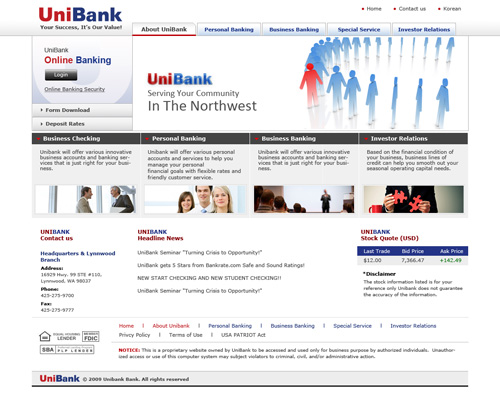 UniBank
Your Success, It's Our Value!
Home
Contact us
Korean
About UniBank
Personal Banking
Business Banking
Special Service
Investor Relations
UniBank
Online Banking
Login
Online Banking Security
Form Download
Deposit Rates
UniBank
Serving Your Community
In The Northwest
Business Checking
Unibank will offer various innovative
business accounts and banking ser-
vices that is just right for your busi-
ness.
Personal Banking
Unibank will offer various personal
accounts and services to help you
manage your personal
financial goals with flexible rates and
friendly customer service.
Business Banking
Unibank will offer various innovative
business accounts and banking ser-
vices that is just right for your busi-
ness.
Investor Relations
Based on the financial condition of
your business, business lines of
credit can help you smooth out your
seasonal operating capital needs.
UNIBANK
Contact us
Headquarters & Lynnwood
Branch
Address:
16929 Hwy. 99 STE #110,
Lynnwood, WA 98037
Phone:
425-275-9700
Fax:
425-275-9777
UNIBANK
Headline News
UniBank Seminar "Turning Crisis to Opportunity!"
UniBank gets 5 Stars from Bankrate.com Safe and Sound Ratings!
NEW START CHECKING AND NEW STUDENT CHECKING!!
UniBank Seminar "Turning Crisis to Opportunity!"
UNIBANK
Stock Quote (USD)
Last Trade Bid Price Ask Price
$12.00 7,366.47 +142.49
*Disclaimer
The stock information listed is for your
reference only Unibank does not guarantee
the accuracy of the information.
EQUAL HOUSING
LENDER
MEMBER
FDIC
SBA PLP LENDER
Home I About Unibank I Personal Banking I Business Banking I Special Service I Investor Relations
Privacy Policy I Terms of Use I USA PATRIOT Act
NOTICE: This is a proprietary website owned by UniBank to be accessed and used only for business purpose by authorized individuals. Unauthor-
ized access or use of this computer system may subject violators to criminal, civil, and/or administrative action.
UniBank © 2009 Unibank Bank. All rights reserved